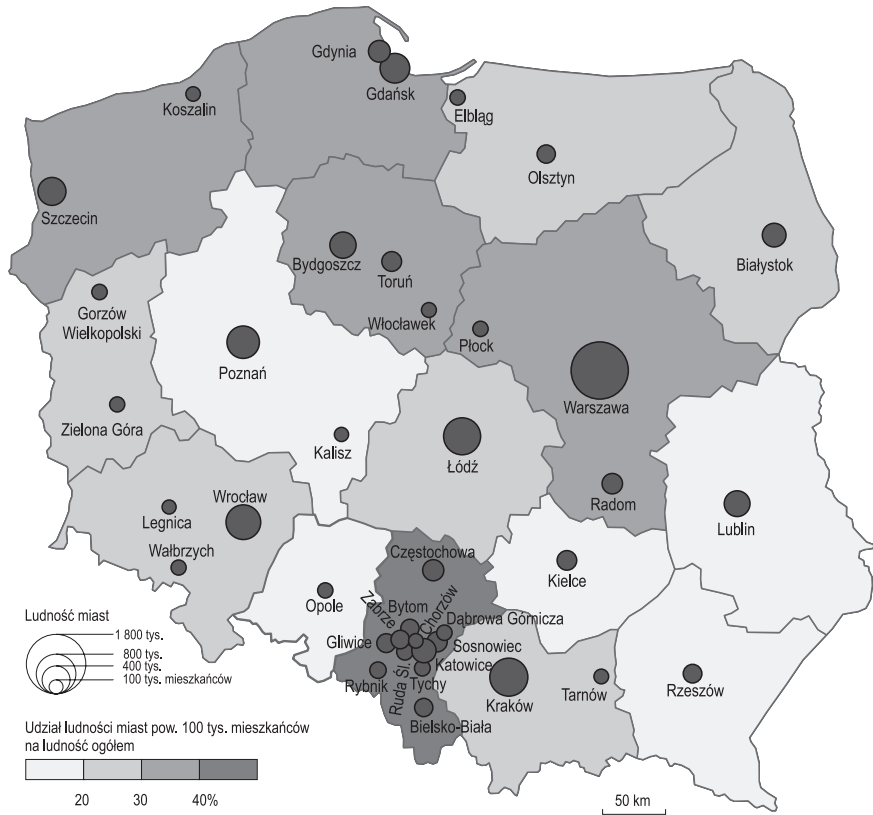 Gdynia
Gdańsk
Koszalin
Elbląg
Olsztyn
Szczecin
Białystok
Bydgoszcz
Toruń
Gorzów
Wielkopolski
Włocławek
Płock
Poznań
Warszawa
Zielona Góra
Kalisz
Łódź
Wrocław
Radom
Legnica
Lublin
Wałbrzych
Częstochowa
Kielce
Opole
Zabrze
Bytom
Chorzów
Dąbrowa Górnicza
Gliwice
Sosnowiec
Katowice
Ruda Śl.
Tychy
Rybnik
Kraków
Tarnów
Rzeszów
Bielsko-Biała
Ludność miast
1 800 tys.
800 tys.
400 tys.
100 tys. mieszkańców
Udział ludności miast pow. 100 tys. mieszkańców
na ludność ogółem
20 30 40%
50 km